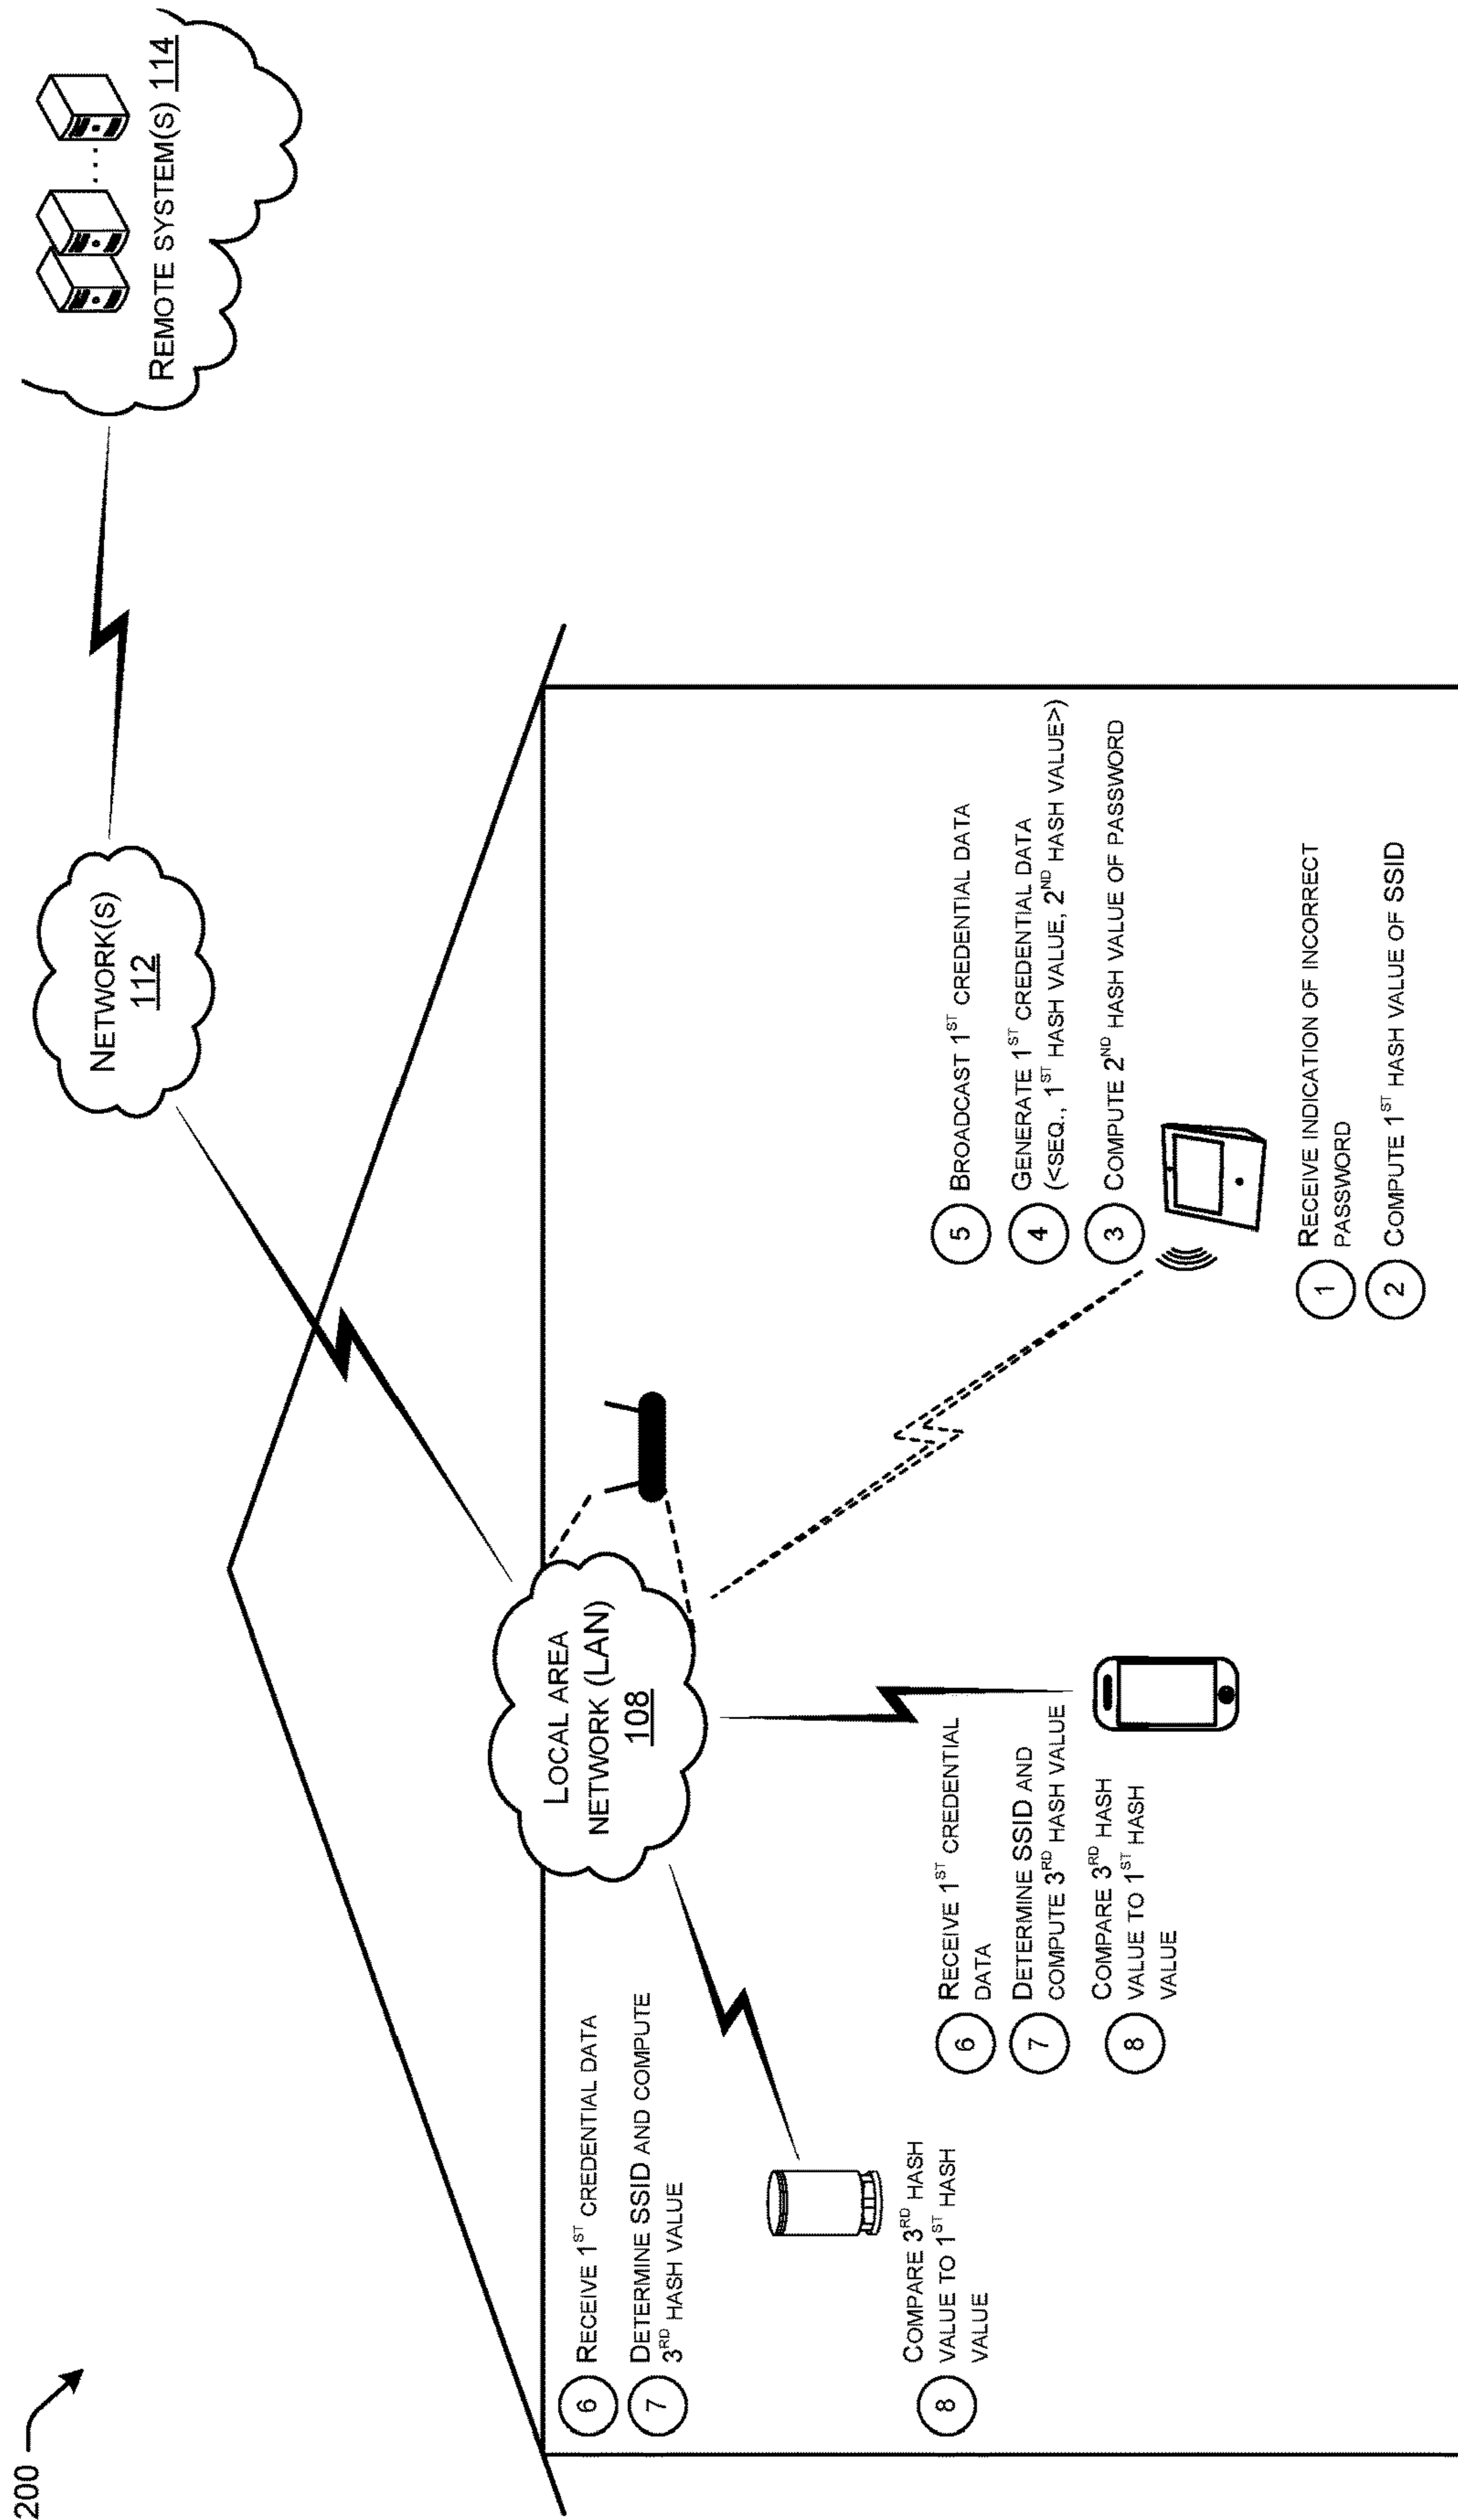 200
REMOTE SYSTEM(S) 114
NETWORK(S)
112
LOCAL AREA
NETWORK (LAN)
108
6 RECEIVE 1ST CREDENTIAL DATA
7 DETERMINE SSID AND COMPUTE
3RD HASH VALUE
COMPARE 3RD HASH
8 VALUE TO 1ST HASH
VALUE
6 RECEIVE 1ST CREDENTIAL
DATA
7 DETERMINE SSID AND
COMPUTE 3RD HASH VALUE
COMPARE 3RD HASH
8 VALUE TO 1ST HASH
VALUE
5 BROADCAST 1ST CREDENTIAL DATA
4 GENERATE 1ST CREDENTIAL DATA
(<SEQ., 1ST HASH VALUE, 2ND HASH VALUE>)
3 COMPUTE 2ND HASH VALUE OF PASSWORD
1 RECEIVE INDICATION OF INCORRECT
PASSWORD
2 COMPUTE 1ST HASH VALUE OF SSID